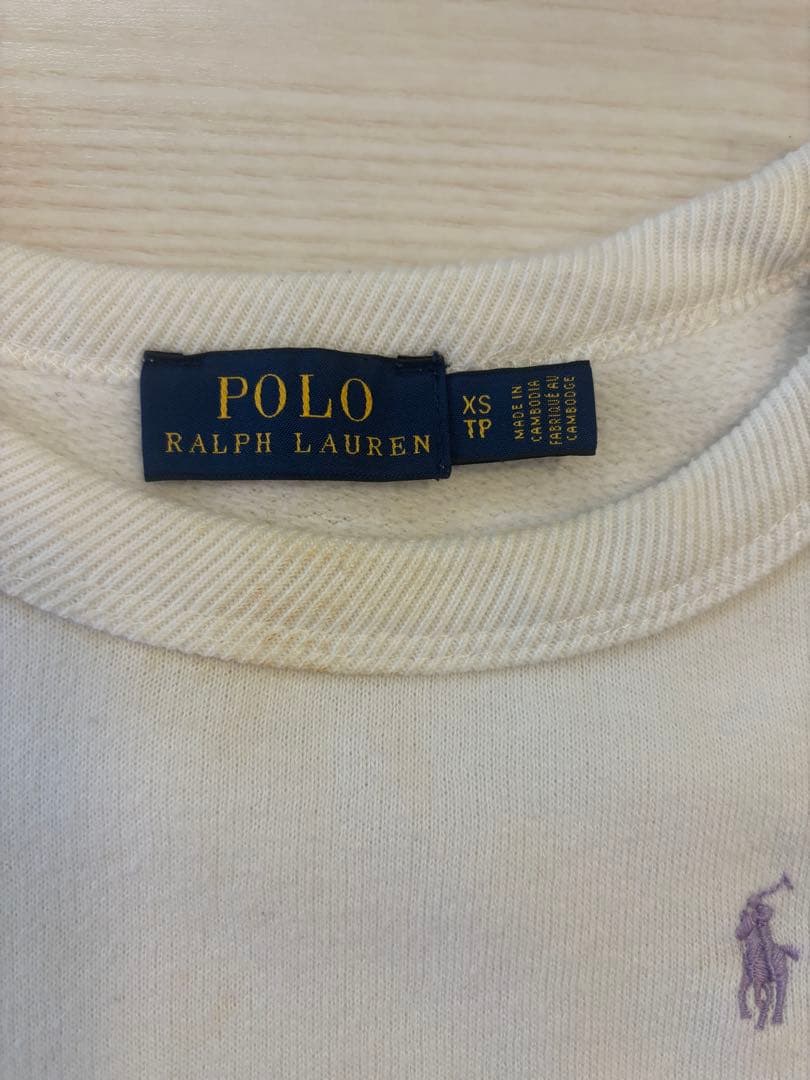 POLO
RALPH LAUREN
XS
TP
MADE IN
CAMBODIA
FABRIQUÉ AU
CAMBODGE